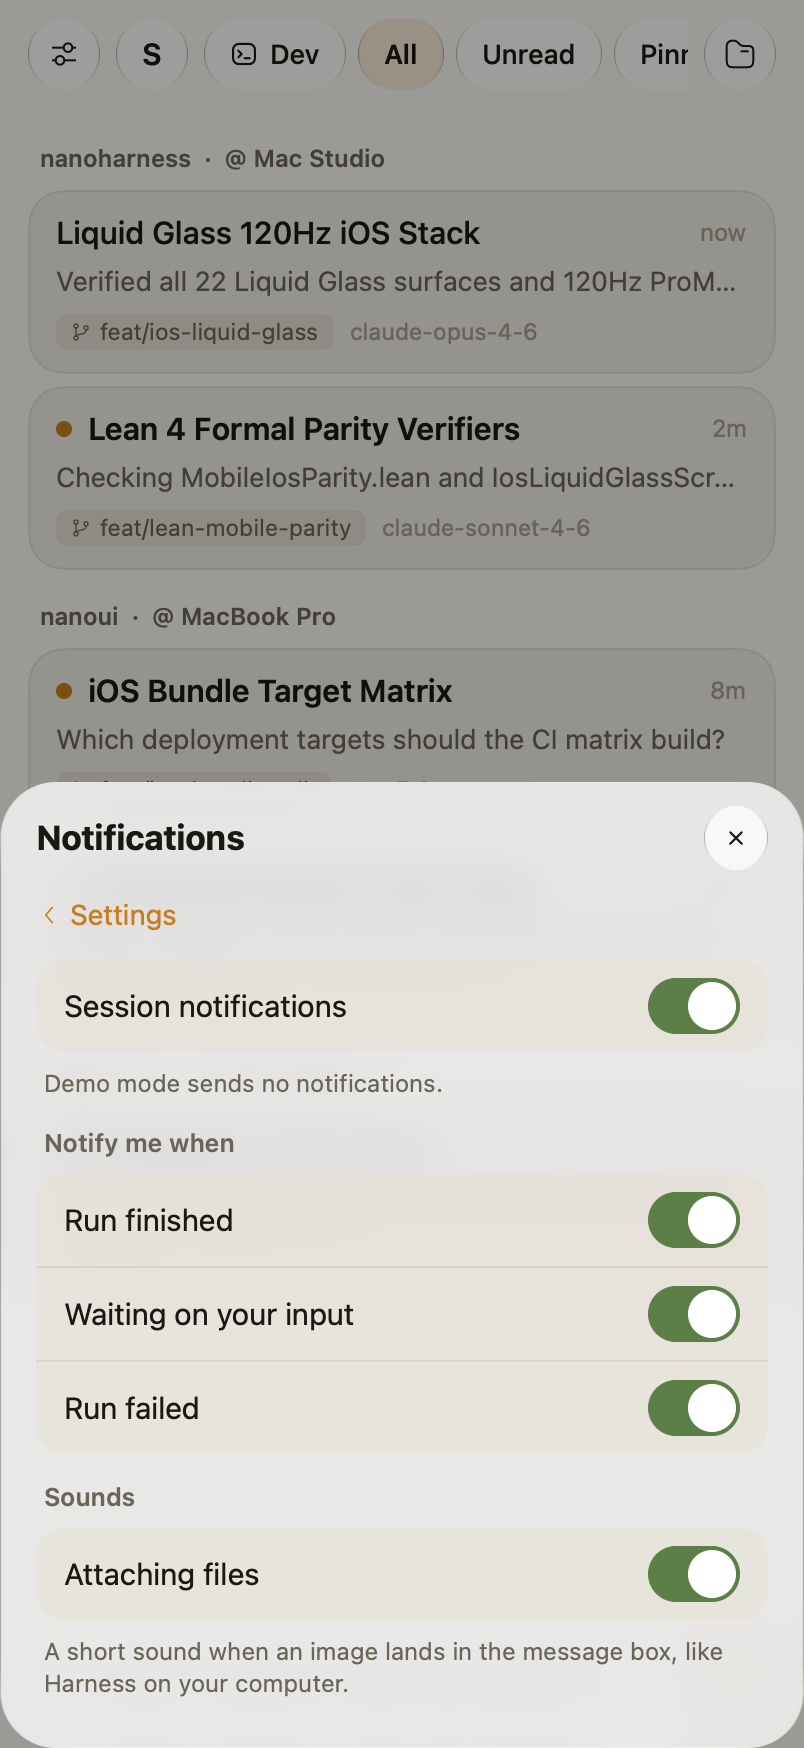 S
Dev
All
Unread
nanoharness · @ Mac Studio
Liquid Glass 120Hz iOS Stack
now
Verified all 22 Liquid Glass surfaces and 120Hz ProM...
feat/ios-liquid-glass
claude-opus-4-6
Lean 4 Formal Parity Verifiers
2m
Checking MobileIosParity.lean and IosLiquidGlassScr...
feat/lean-mobile-parity
claude-sonnet-4-6
nanoui · @ MacBook Pro
iOS Bundle Target Matrix
8m
Which deployment targets should the CI matrix build?
Notifications
Settings
Session notifications
Demo mode sends no notifications.
Notify me when
Run finished
Waiting on your input
Run failed
Sounds
Attaching files
A short sound when an image lands in the message box, like
Harness on your computer.